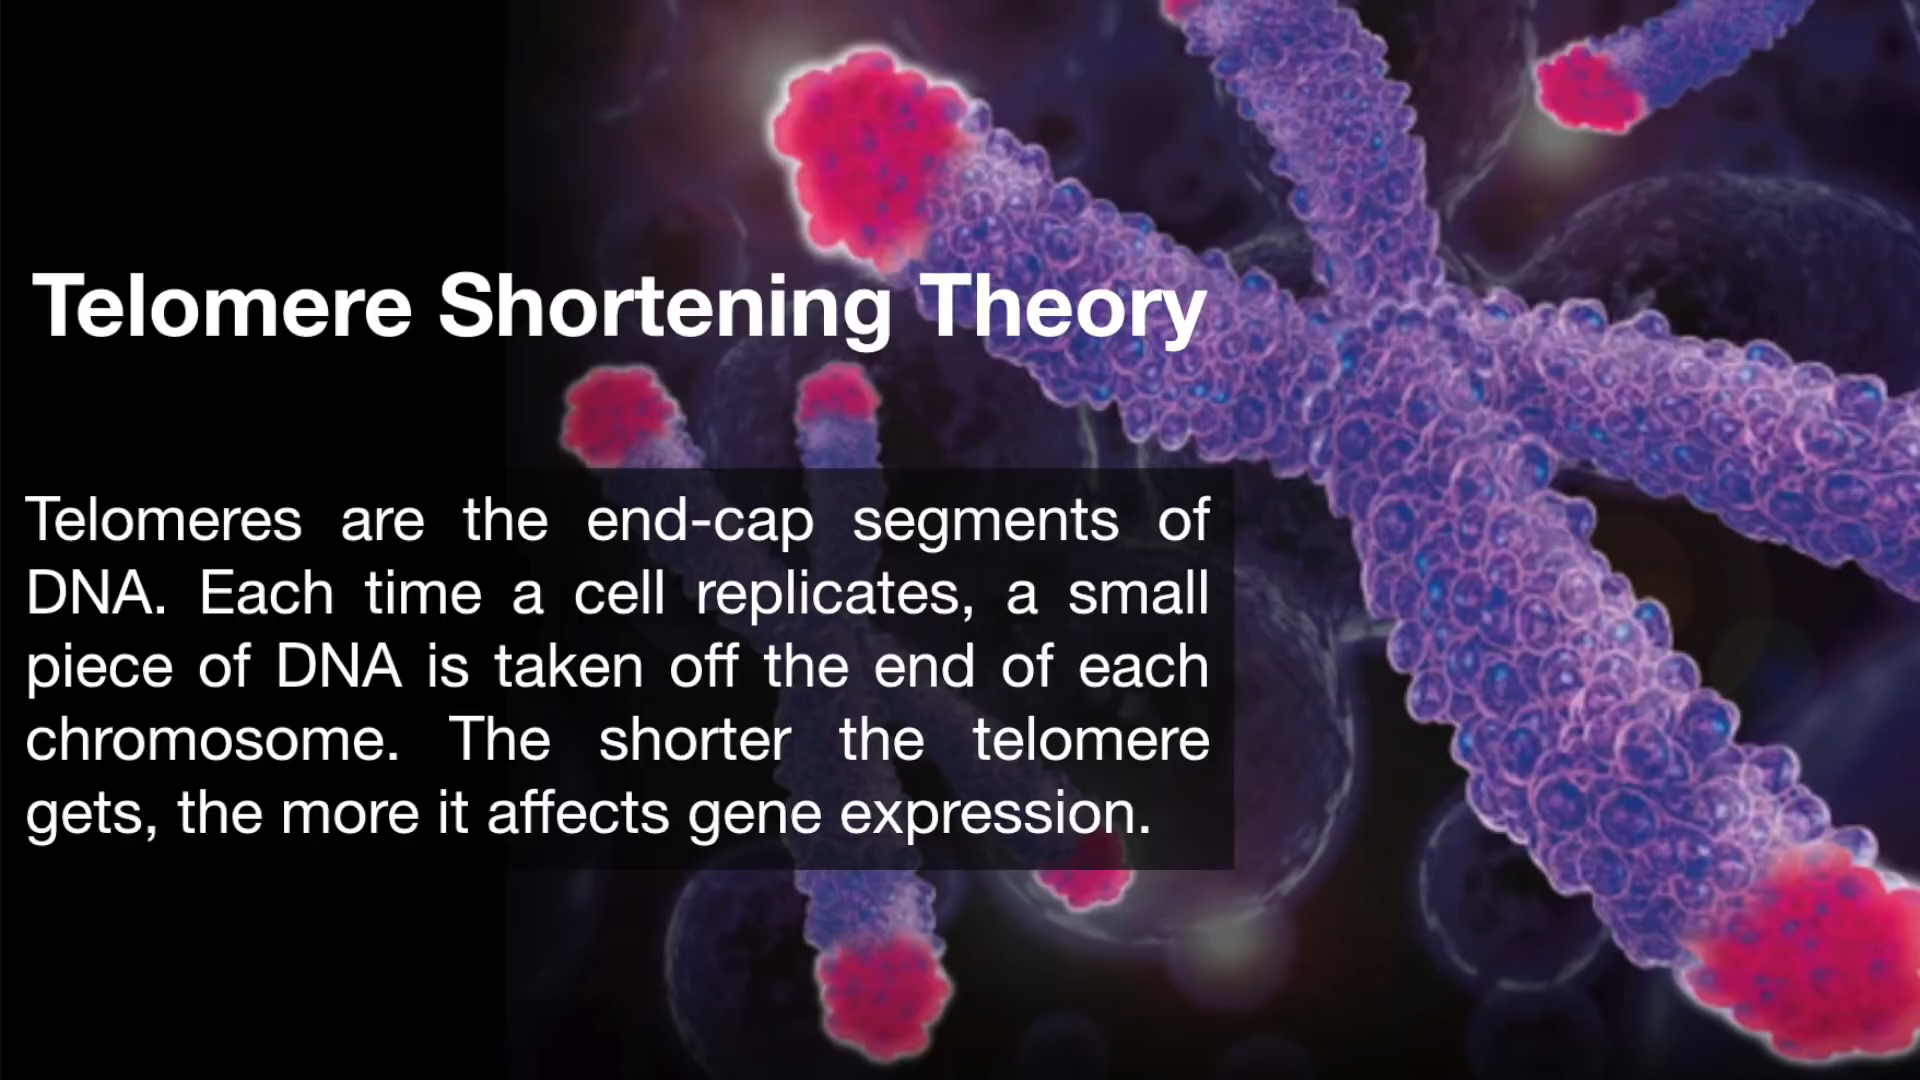 Telomere Shortening Theory
Telomeres are the end-cap segments of
DNA. Each time a cell replicates, a small
piece of DNA is taken off the end of each
chromosome. The shorter the telomere
gets, the more it affects gene expression.